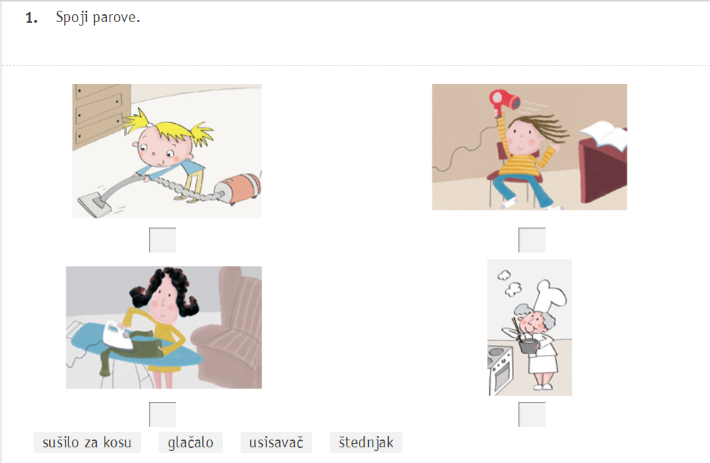 1. Spoji parove.
sušilo za kosu glačalo usisavač štednjak